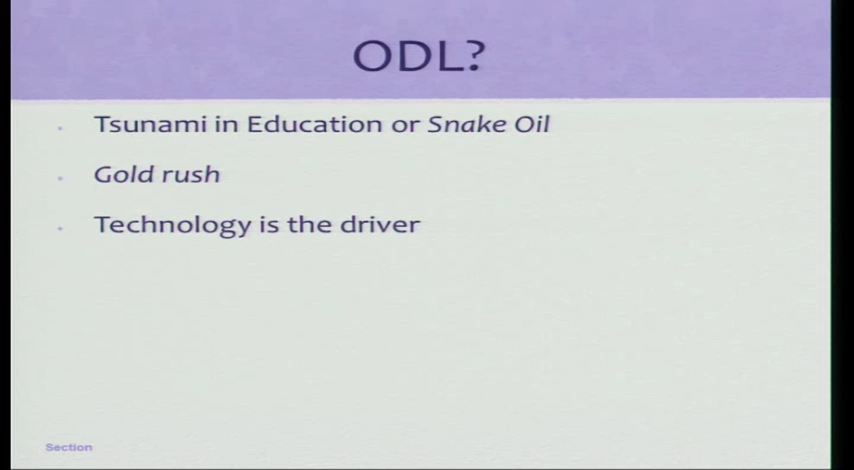 ODL?
Tsunami in Education or Snake Oil
Gold rush
Technology is the driver
Section